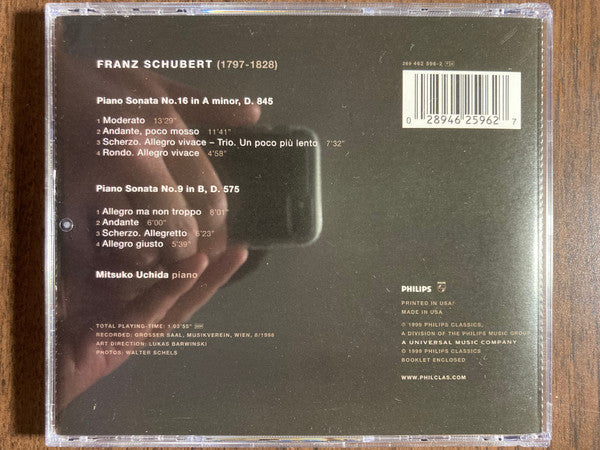 FRANZ SCHUBERT (1797-1828)
Piano Sonata No.16 in A minor, D. 845
1 Moderato 13'29"
2 Andante, poco mosso 11'41"
3 Scherzo. Allegro vivace – Trio. Un poco più lento 7'32"
4 Rondo. Allegro vivace 4'58"
Piano Sonata No.9 in B, D. 575
1 Allegro ma non troppo 8'01"
2 Andante 6'00"
3 Scherzo. Allegretto 5'23"
4 Allegro giusto 5'39"
Mitsuko Uchida piano
TOTAL PLAYING-TIME: 1:03'55"
RECORDED: GROSSER SAAL, MUSIKVEREIN, WIEN, 8/1998
ART DIRECTION: LUKAS BARWINSKI
PHOTOS: WALTER SCHELS
289 462 596-2
0 28946 25962 7
PHILIPS
PRINTED IN USA
MADE IN USA
PHILIPS CLASSICS,
A DIVISION OF THE PHILIPS MUSIC GROUP
A UNIVERSAL MUSIC COMPANY
PHILIPS CLASSICS
BOOKLET ENCLOSED
WWW.PHILCLAS.COM